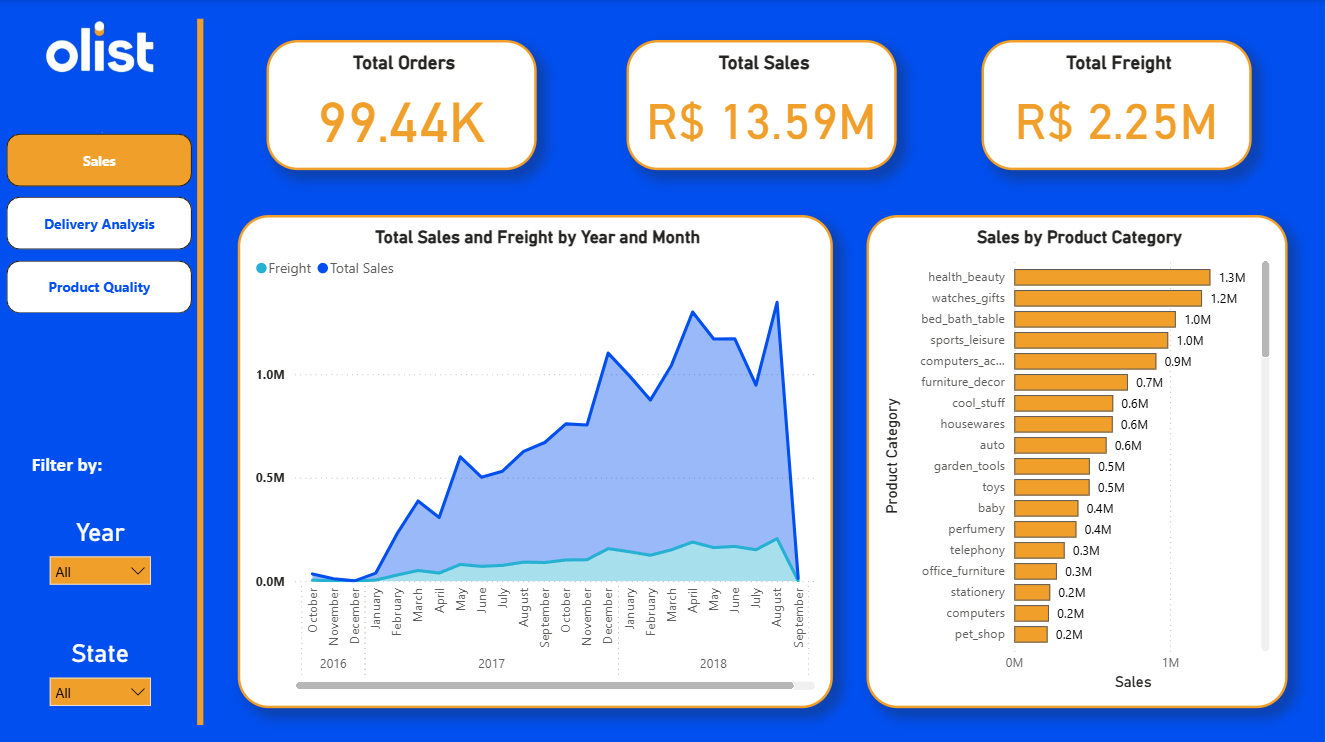 olist
Sales
Delivery Analysis
Product Quality
Filter by:
Year
All
State
All
Total Orders
99.44K
Total Sales
R$ 13.59M
Total Freight
R$ 2.25M
Total Sales and Freight by Year and Month
Freight Total Sales
1.0M
0.5M
0.0M
October November December January February March April May June July August September October November December January February March April May June July August September
2016 2017 2018
Sales by Product Category
Product Category
health_beauty 1.3M
watches_gifts 1.2M
bed_bath_table 1.0M
sports_leisure 1.0M
computers_ac... 0.9M
furniture_decor 0.7M
cool_stuff 0.6M
housewares 0.6M
auto 0.6M
garden_tools 0.5M
toys 0.5M
baby 0.4M
perfumery 0.4M
telephony 0.3M
office_furniture 0.3M
stationery 0.2M
computers 0.2M
pet_shop 0.2M
0M 1M
Sales